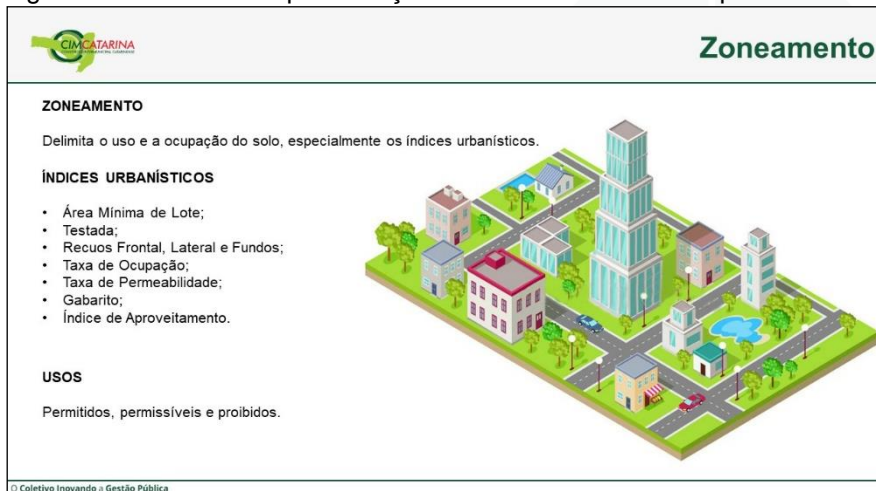 CIMCATARINA
Zoneamento
ZONEAMENTO
Delimita o uso e a ocupação do solo, especialmente os índices urbanísticos.
ÍNDICES URBANÍSTICOS
• Área Mínima de Lote;
• Testada;
• Recuos Frontal, Lateral e Fundos;
• Taxa de Ocupação;
• Taxa de Permeabilidade;
• Gabarito;
• Índice de Aproveitamento.
USOS
Permitidos, permissíveis e proibidos.
O Coletivo Inovando a Gestão Pública